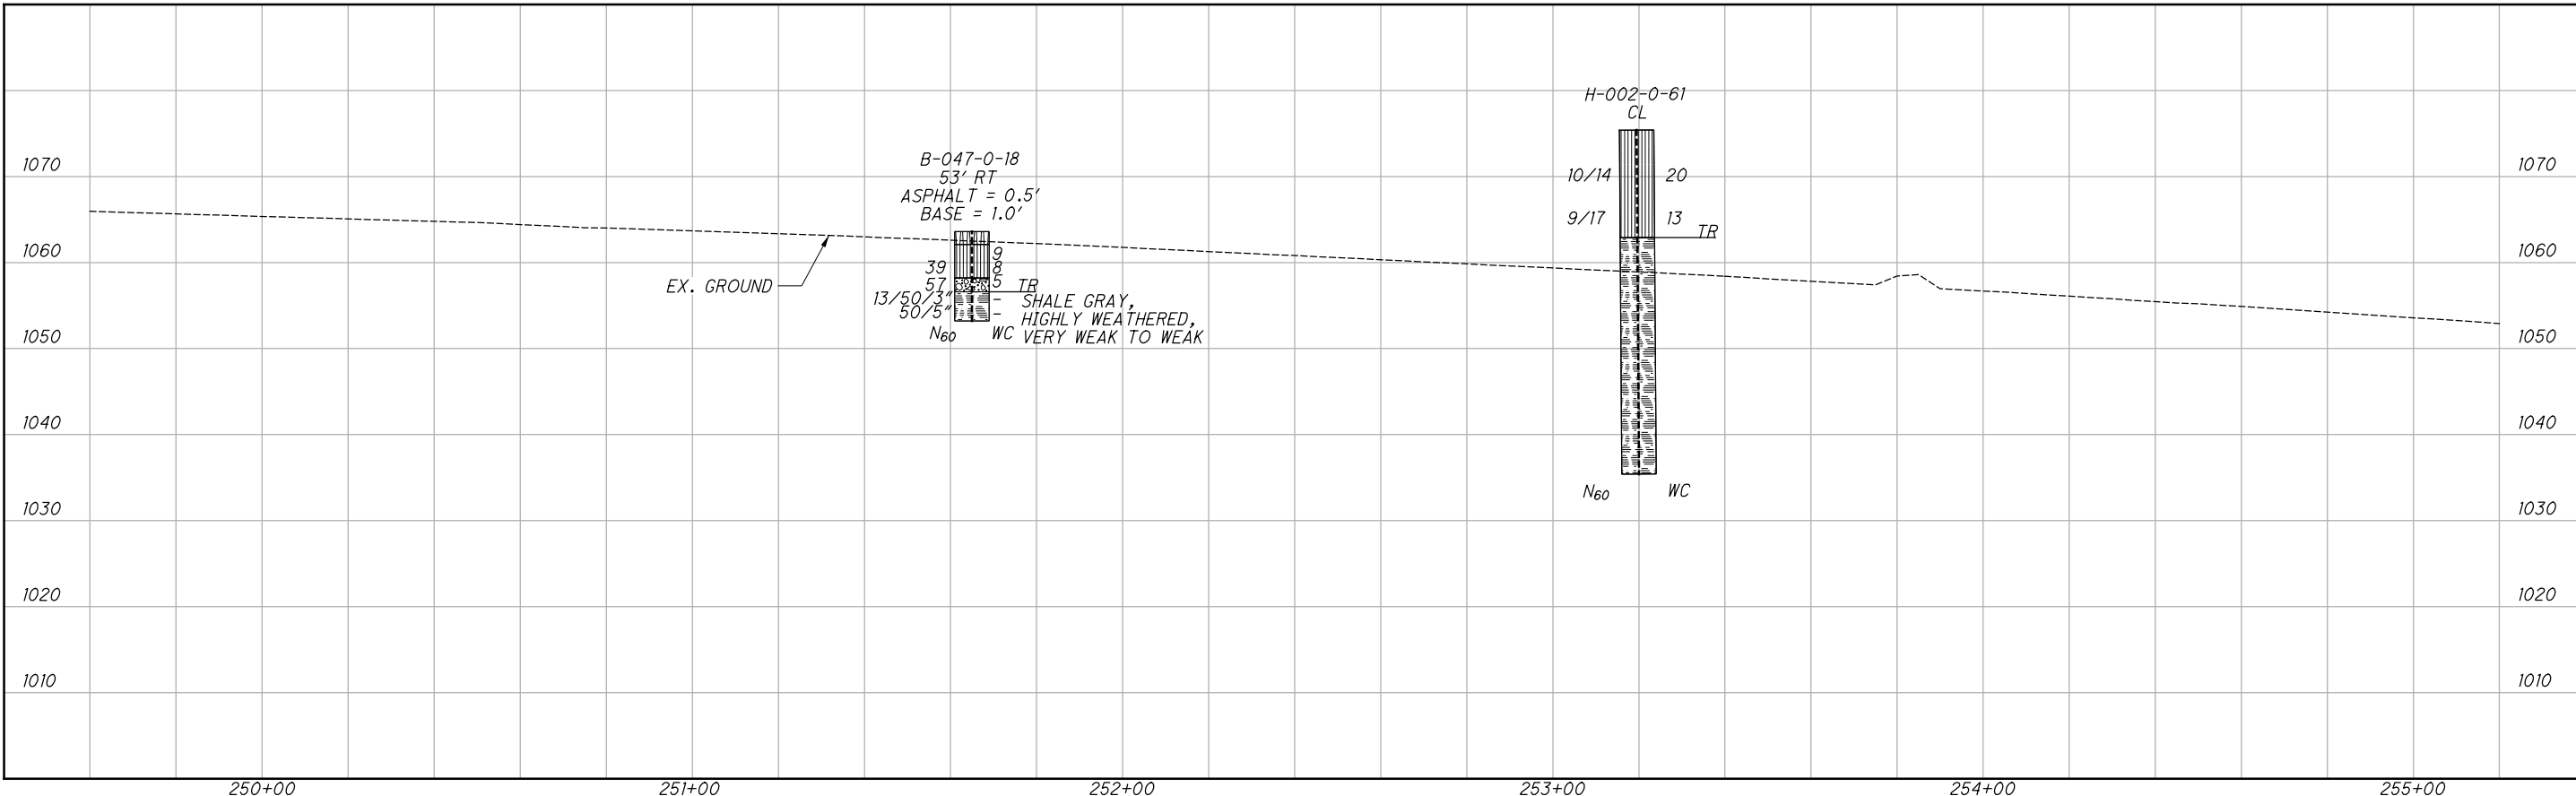 H-002-0-61
CL
B-047-0-18
53' RT
ASPHALT = 0.5'
BASE = 1.0'
1070
10/14 20
1070
9/17 13
TR
1060
9
39 8
57 5 TR
13/50/3" - SHALE GRAY,
50/5" - HIGHLY WEATHERED,
N60 WC VERY WEAK TO WEAK
EX. GROUND
1060
1050
1050
1040
1040
N60 WC
1030
1030
1020
1020
1010
1010
250+00 251+00 252+00 253+00 254+00 255+00